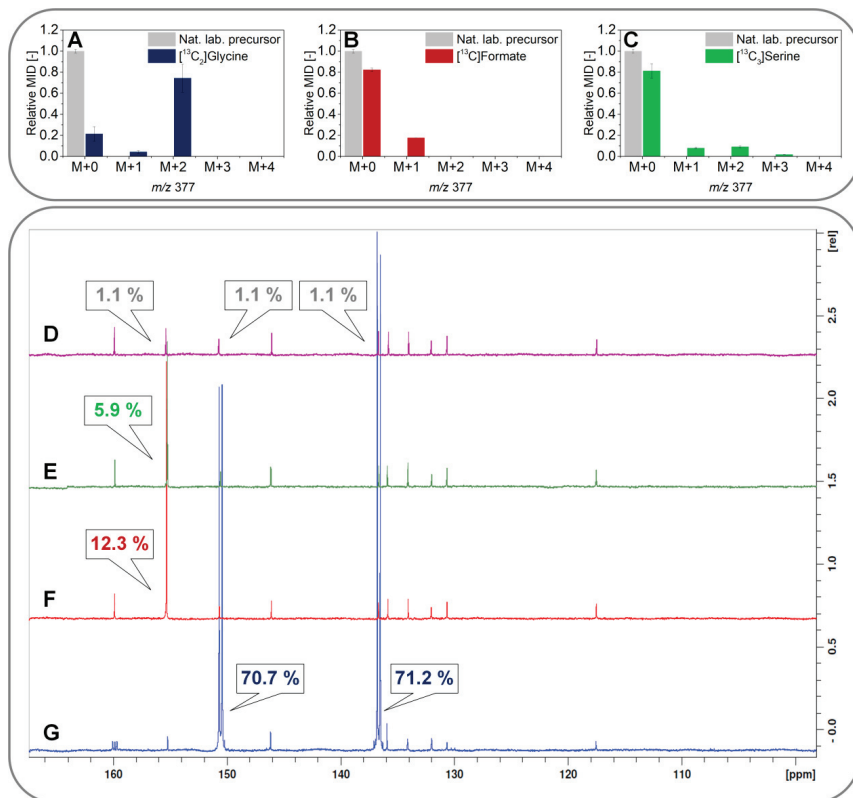 A
Nat. lab. precursor
[¹³C₂]Glycine
Relative MID [-]
1.2
1.0
0.8
0.6
0.4
0.2
0.0
M+0 M+1 M+2 M+3 M+4
m/z 377
B
Nat. lab. precursor
[¹³C]Formate
Relative MID [-]
1.2
1.0
0.8
0.6
0.4
0.2
0.0
M+0 M+1 M+2 M+3 M+4
m/z 377
C
Nat. lab. precursor
[¹³C₃]Serine
Relative MID [-]
1.2
1.0
0.8
0.6
0.4
0.2
0.0
M+0 M+1 M+2 M+3 M+4
m/z 377
[rel]
1.1 % 1.1 % 1.1 %
2.5
D
2.0
5.9 %
E
1.5
12.3 %
1.0
F
0.5
70.7 % 71.2 %
G
- 0.0
160 150 140 130 120 110 [ppm]